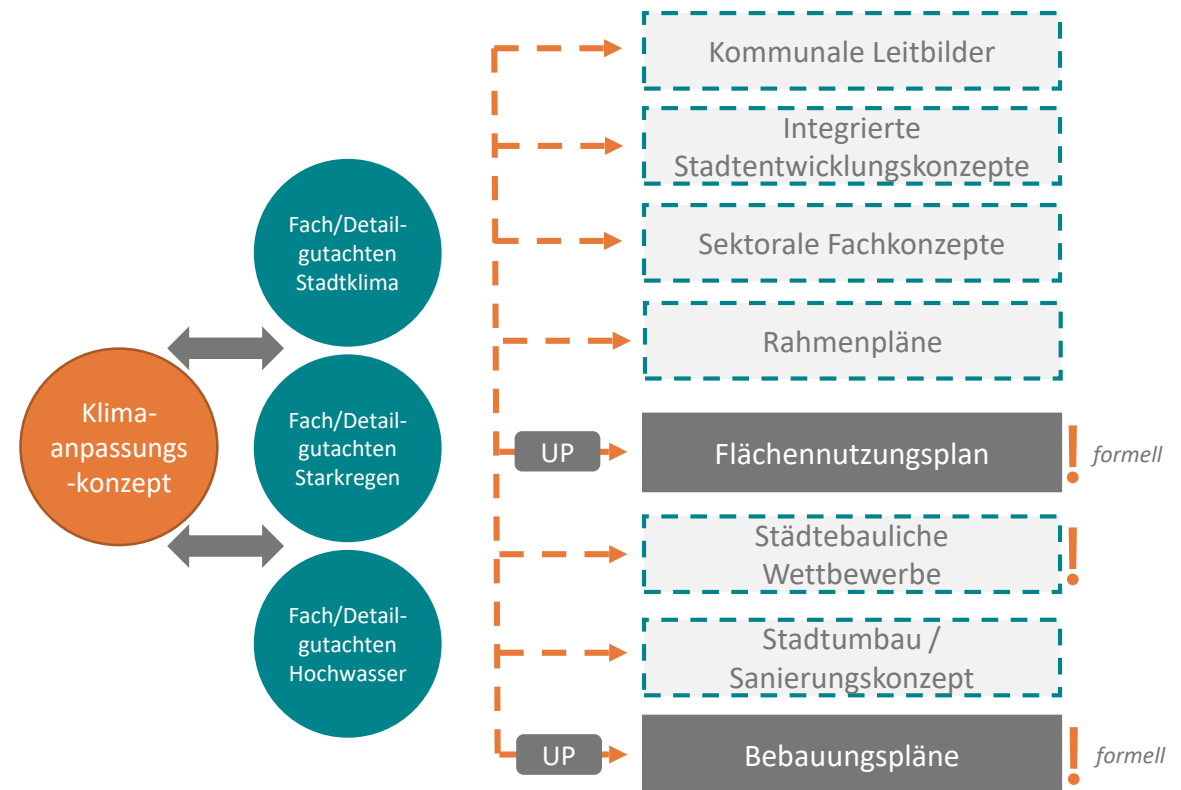 Klima-
anpassungs
-konzept
Fach/Detail-
gutachten
Stadtklima
Fach/Detail-
gutachten
Starkregen
Fach/Detail-
gutachten
Hochwasser
Kommunale Leitbilder
Integrierte
Stadtentwicklungskonzepte
Sektorale Fachkonzepte
Rahmenpläne
UP
Flächennutzungsplan
!
formell
Städtebauliche
Wettbewerbe
!
Stadtumbau /
Sanierungskonzept
UP
Bebauungspläne
!
formell